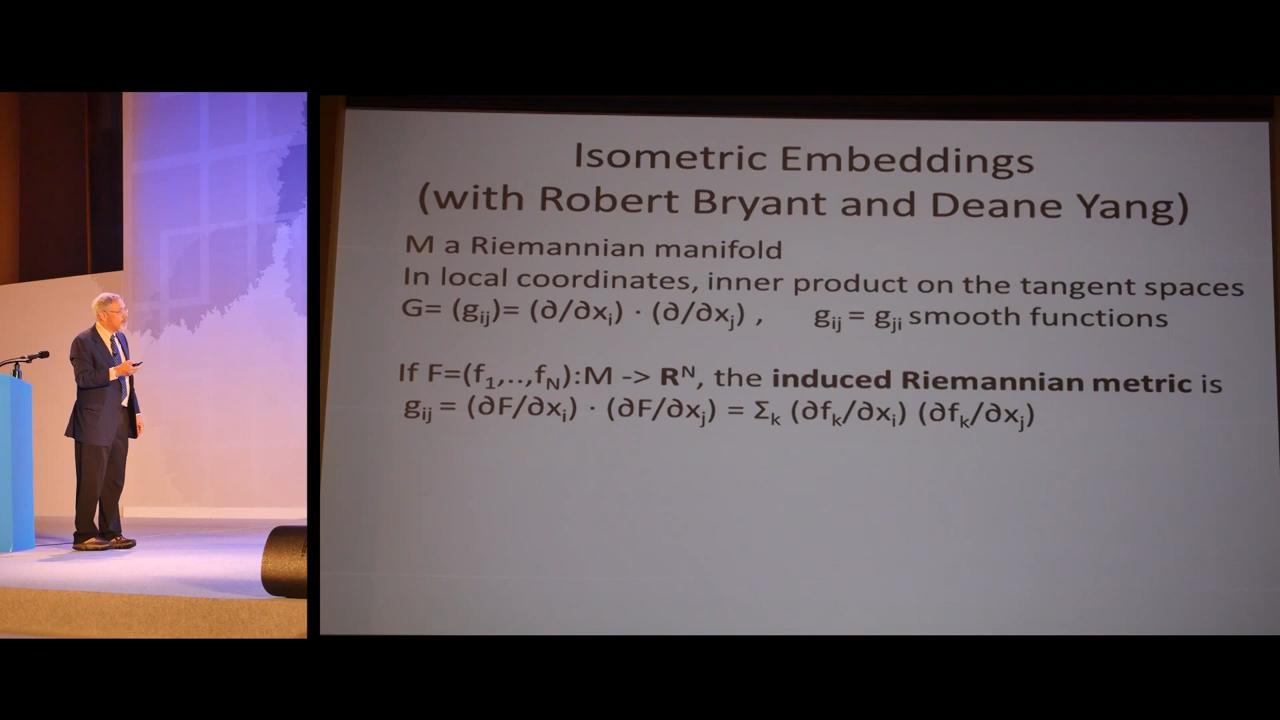 Isometric Embeddings
(with Robert Bryant and Deane Yang)
M a Riemannian manifold
In local coordinates, inner product on the tangent spaces
G= (gᵢⱼ)= (∂/∂xᵢ) · (∂/∂xⱼ) , gᵢⱼ = gⱼᵢ smooth functions
If F=(f₁,..,f_N):M -> Rᴺ, the induced Riemannian metric is
gᵢⱼ = (∂F/∂xᵢ) · (∂F/∂xⱼ) = Σₖ (∂fₖ/∂xᵢ) (∂fₖ/∂xⱼ)